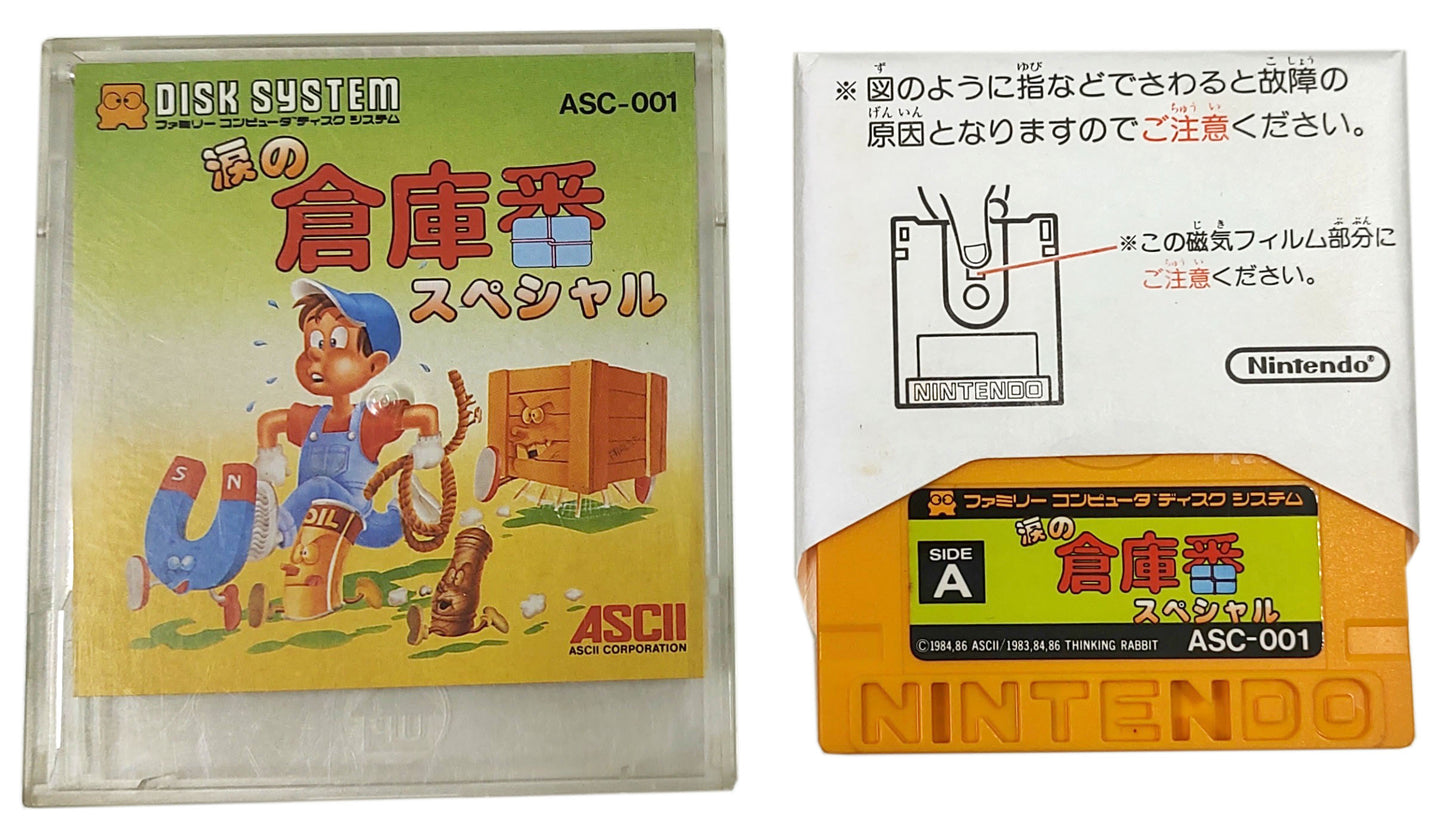 DISK SYSTEM
ファミリー コンピュータ ディスク システム
ASC-001
涙の
倉庫番
スペシャル
S N
OIL
ASCII
ASCII CORPORATION
※図のように指などでさわると故障の
原因となりますのでご注意ください。
※この磁気フィルム部分に
ご注意ください。
NINTENDO
Nintendo®
ファミリー コンピュータ ディスク システム
SIDE
A
涙の
倉庫番
スペシャル
©1984,86 ASCII/1983,84,86 THINKING RABBIT
ASC-001
NINTENDO